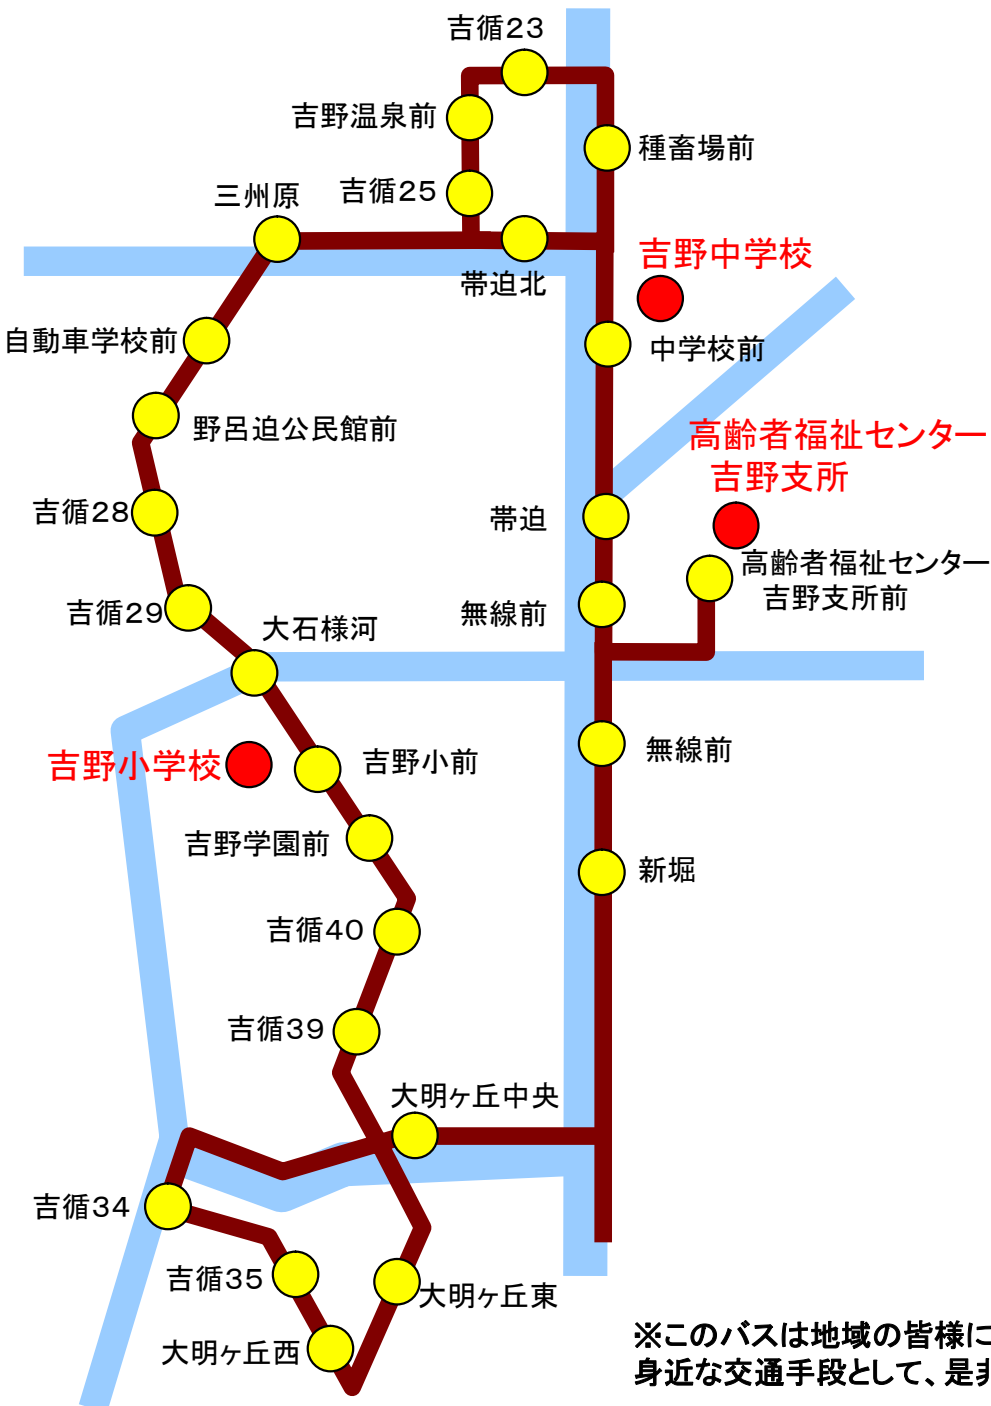 吉循23
吉野温泉前
種畜場前
吉循25
三州原
吉野中学校
帯迫北
自動車学校前
中学校前
野呂迫公民館前
高齢者福祉センター
吉野支所
吉循28
帯迫
高齢者福祉センター
吉野支所前
吉循29
無線前
大石様河
無線前
吉野小学校
吉野小前
吉野学園前
新堀
吉循40
吉循39
大明ヶ丘中央
吉循34
吉循35
大明ヶ丘東
大明ヶ丘西
※このバスは地域の皆様に
身近な交通手段として、是